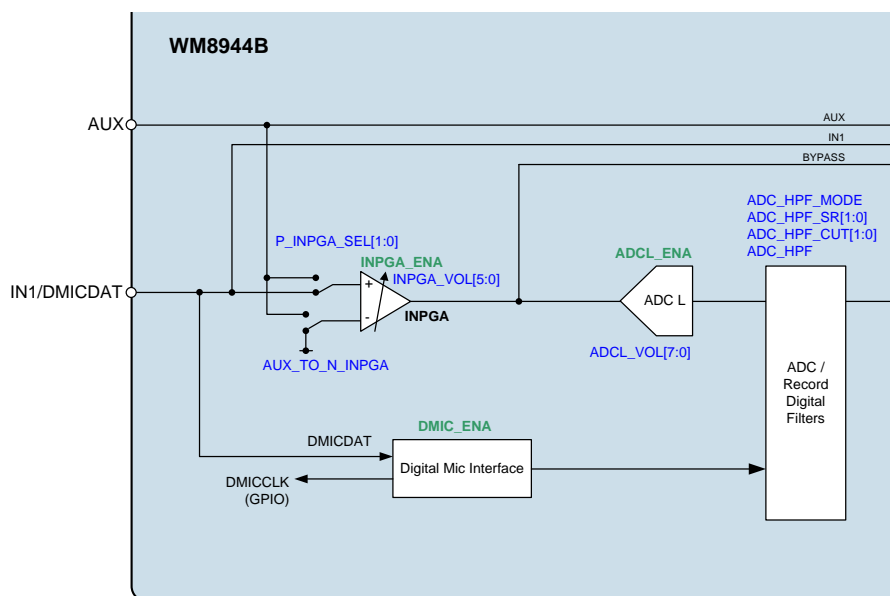 WM8944B
AUX
AUX
IN1
BYPASS
ADC_HPF_MODE
ADC_HPF_SR[1:0]
ADC_HPF_CUT[1:0]
ADC_HPF
P_INPGA_SEL[1:0]
INPGA_ENA
ADCL_ENA
INPGA_VOL[5:0]
IN1/DMICDAT
+
-
INPGA
ADC L
AUX_TO_N_INPGA
ADCL_VOL[7:0]
ADC /
Record
Digital
Filters
DMIC_ENA
DMICDAT
Digital Mic Interface
DMICCLK
(GPIO)